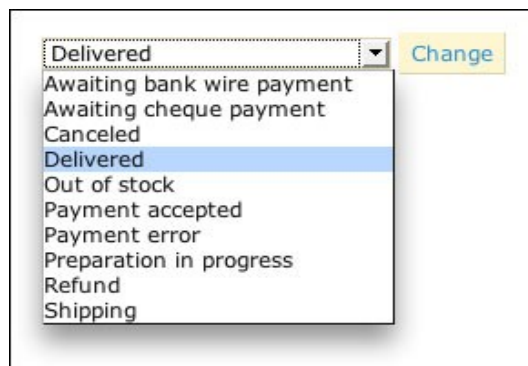 Delivered Change
Awaiting bank wire payment
Awaiting cheque payment
Canceled
Delivered
Out of stock
Payment accepted
Payment error
Preparation in progress
Refund
Shipping